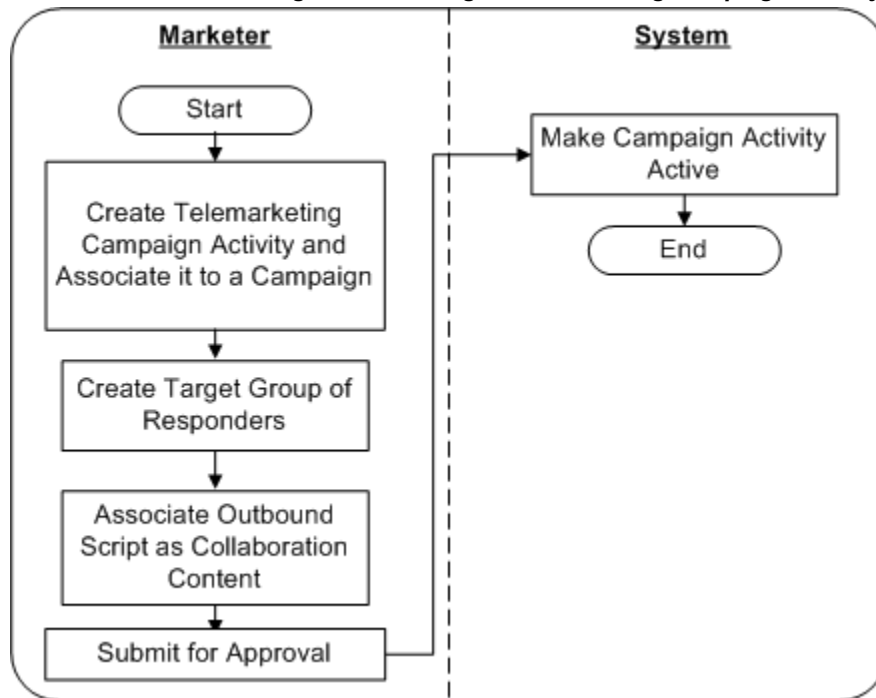 Marketer
Start
Create Telemarketing
Campaign Activity and
Associate it to a Campaign
Create Target Group of
Responders
Associate Outbound
Script as Collaboration
Content
Submit for Approval
System
Make Campaign Activity
Active
End